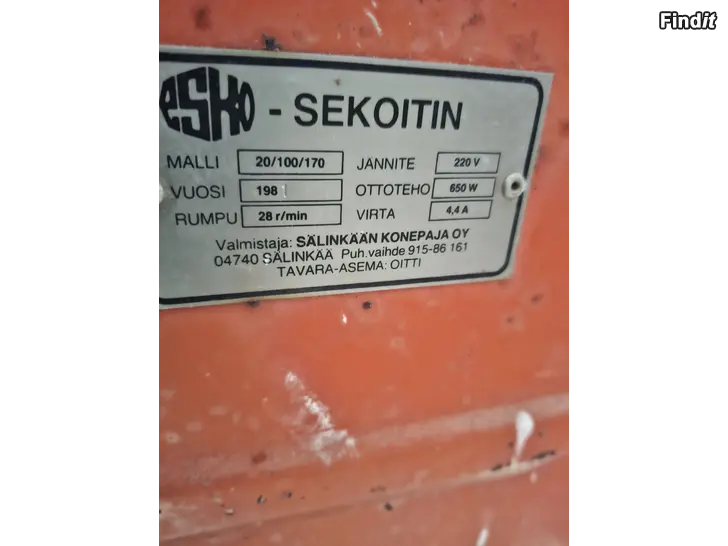 Findit
esko - SEKOITIN
MALLI 20/100/170 JANNITE 220 V
VUOSI 198 OTTOTEHO 650 W
RUMPU 28 r/min VIRTA 4,4 A
Valmistaja: SÄLINKÄÄN KONEPAJA OY
04740 SÄLINKÄÄ Puh.vaihde 915-86 161
TAVARA-ASEMA: OITTI